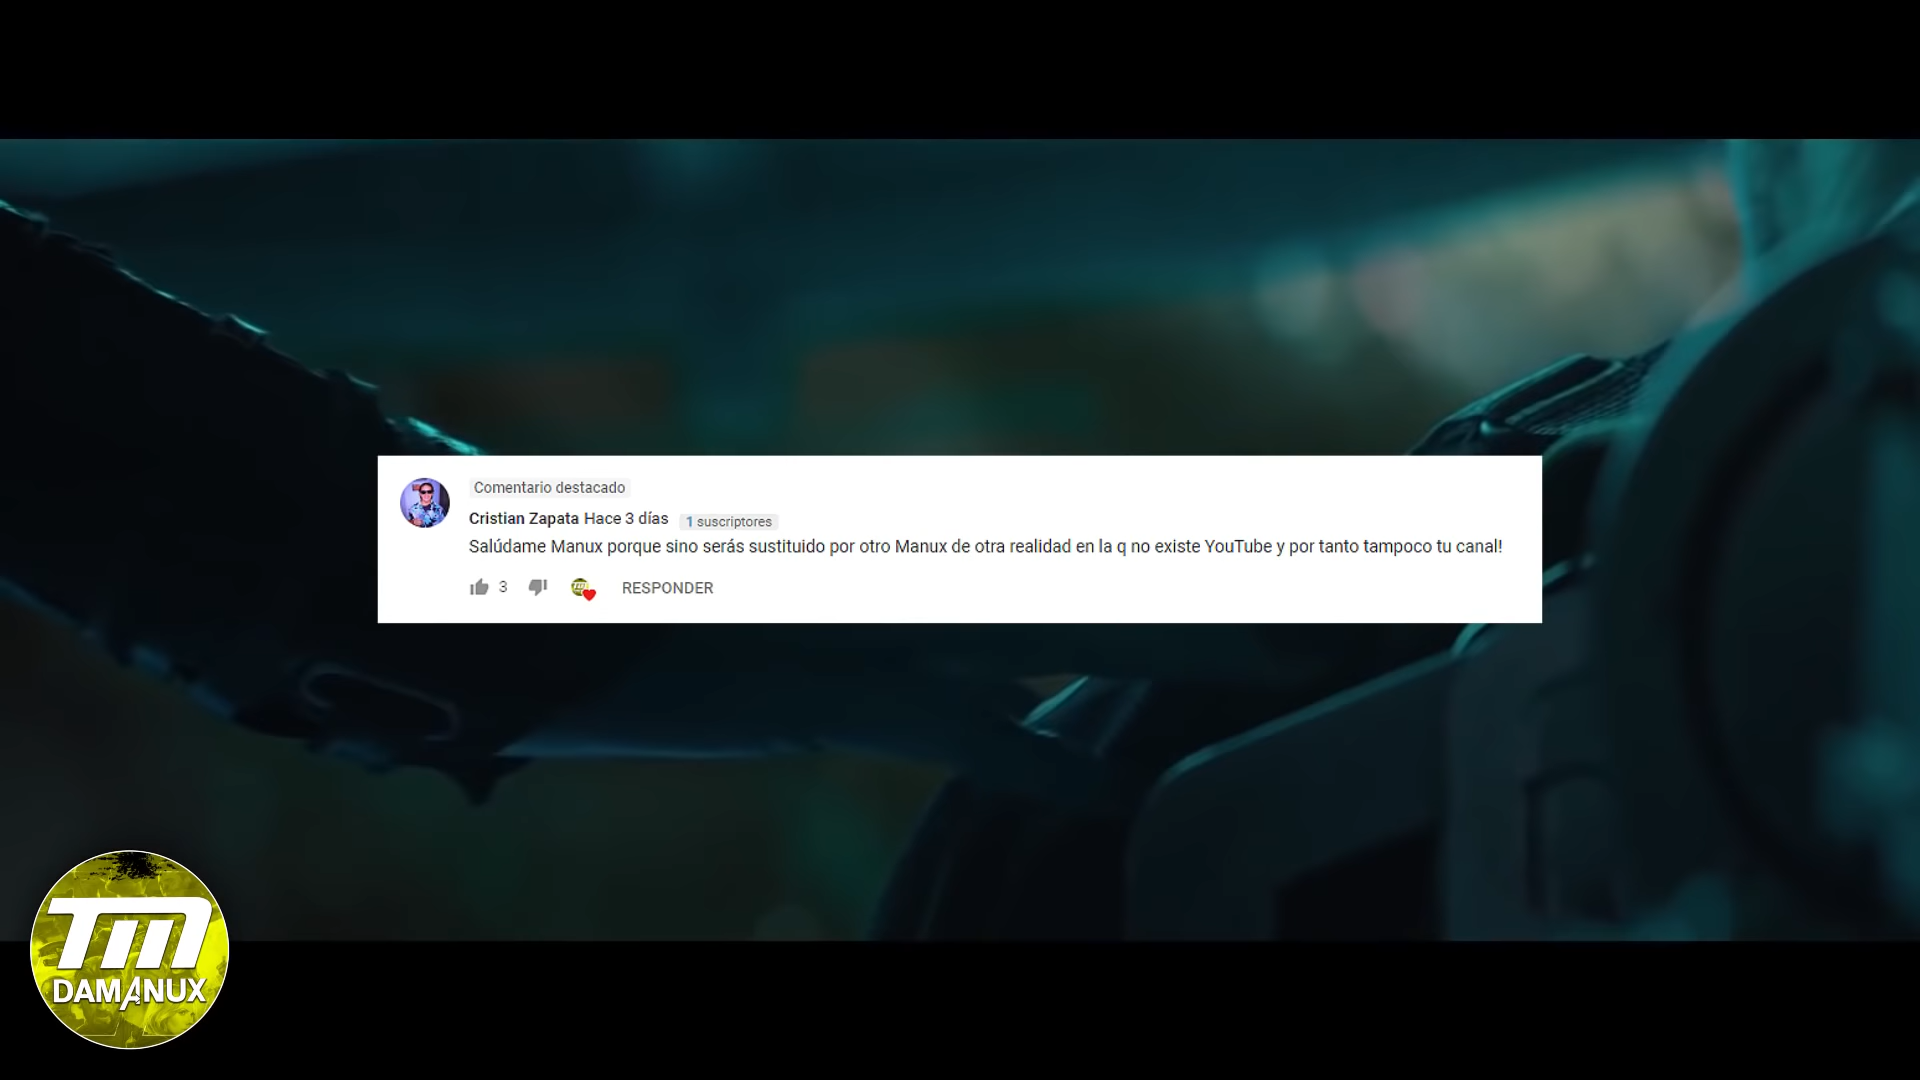 Comentario destacado
Cristian Zapata Hace 3 días 1 suscriptores
Salúdame Manux porque sino serás sustituido por otro Manux de otra realidad en la q no existe YouTube y por tanto tampoco tu canal!
3 RESPONDER
Tm
DAMANUX